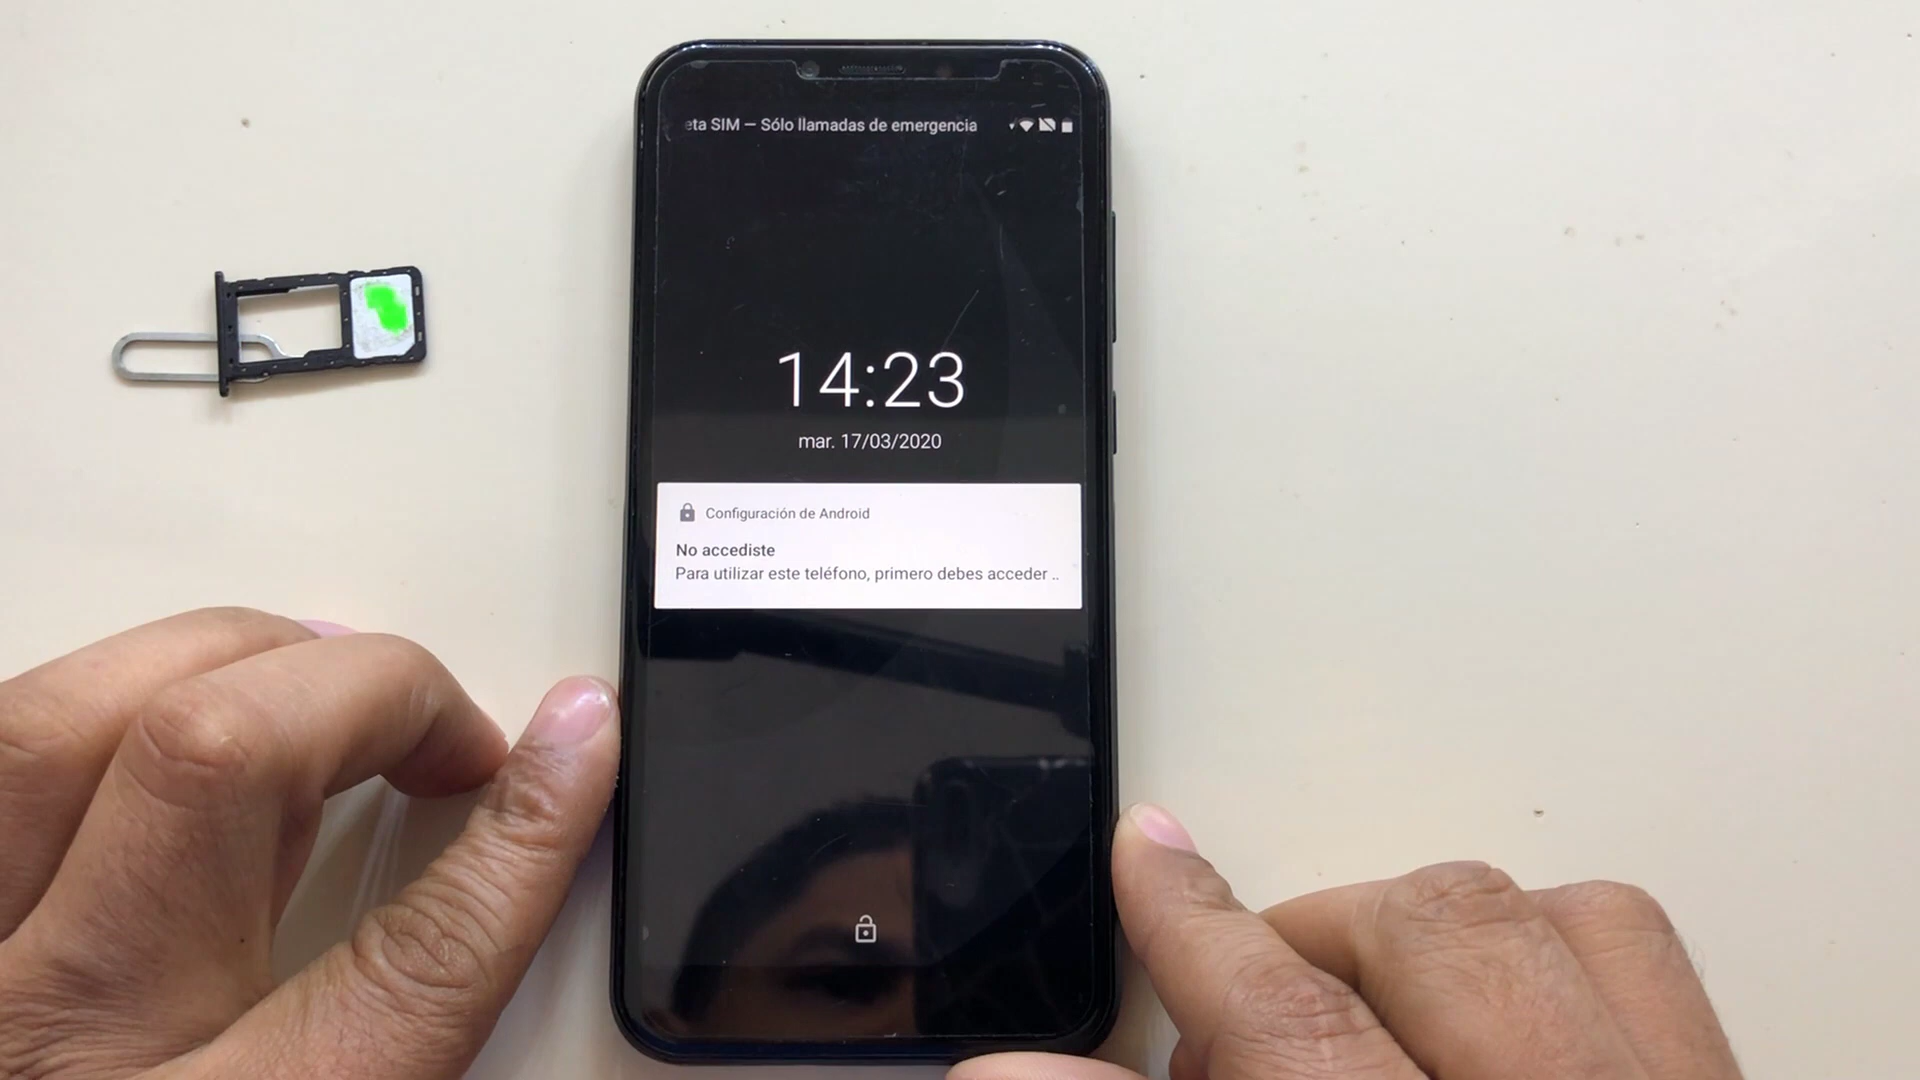 eta SIM — Sólo llamadas de emergencia
14:23
mar. 17/03/2020
Configuración de Android
No accediste
Para utilizar este teléfono, primero debes acceder ..